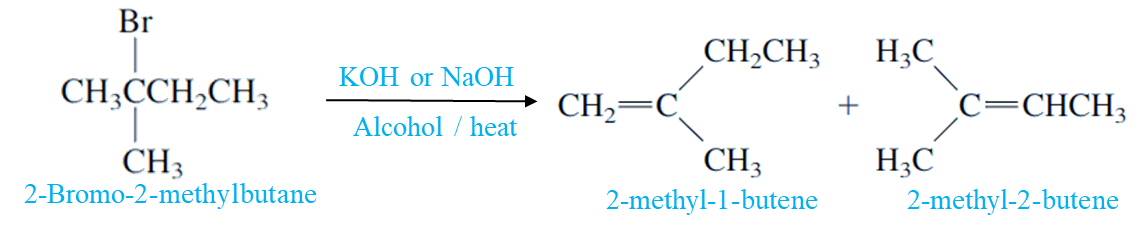 Br
CH₃CCH₂CH₃
CH₃
2-Bromo-2-methylbutane
KOH or NaOH
Alcohol / heat
CH₂=C
CH₂CH₃
CH₃
2-methyl-1-butene
+
H₃C
C=CHCH₃
H₃C
2-methyl-2-butene